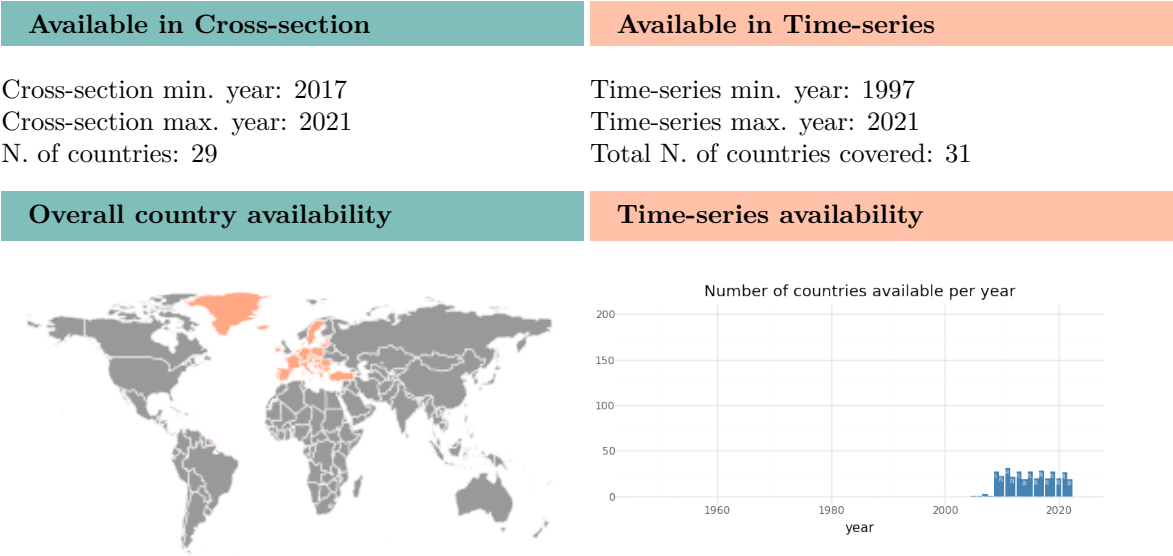 Available in Cross-section
Available in Time-series
Cross-section min. year: 2017
Cross-section max. year: 2021
N. of countries: 29
Time-series min. year: 1997
Time-series max. year: 2021
Total N. of countries covered: 31
Overall country availability
Time-series availability
Number of countries available per year
200
150
100
50
0
1960
1980
2000
2020
year